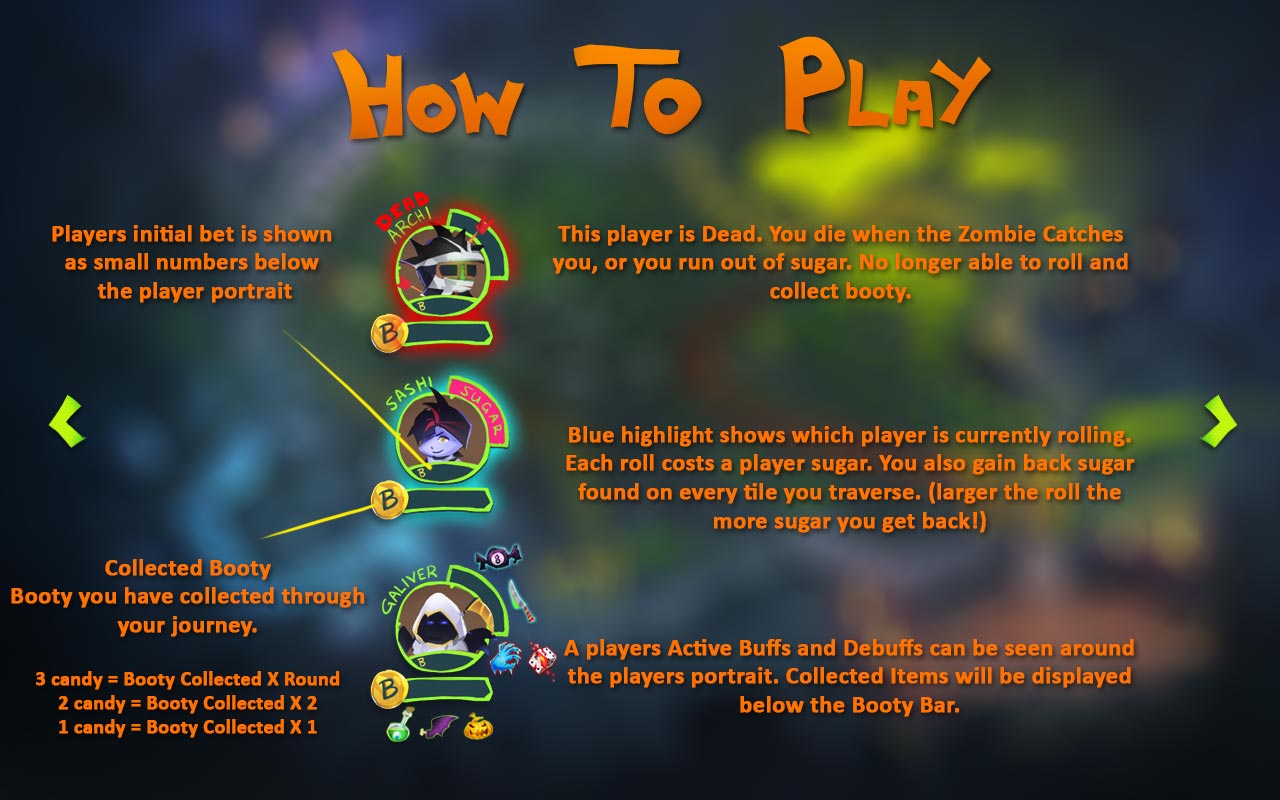 How To Play
Players initial bet is shown
as small numbers below
the player portrait
DEAD
ARCHI
B
B
This player is Dead. You die when the Zombie Catches
you, or you run out of sugar. No longer able to roll and
collect booty.
SASHI
SUGAR
B
B
Blue highlight shows which player is currently rolling.
Each roll costs a player sugar. You also gain back sugar
found on every tile you traverse. (larger the roll the
more sugar you get back!)
Collected Booty
Booty you have collected through
your journey.
3 candy = Booty Collected X Round
2 candy = Booty Collected X 2
1 candy = Booty Collected X 1
8
GALIVER
B
B
A players Active Buffs and Debuffs can be seen around
the players portrait. Collected Items will be displayed
below the Booty Bar.